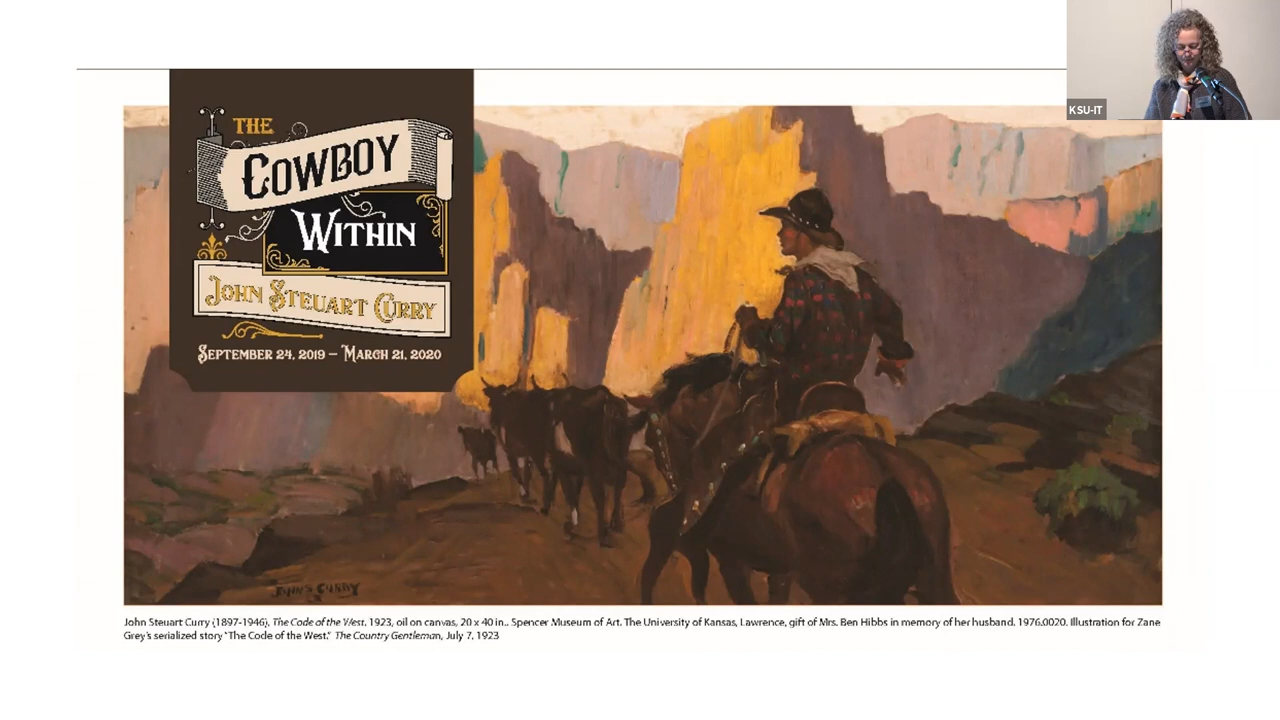 THE
COWBOY
WITHIN
JOHN STEUART CURRY
SEPTEMBER 24, 2019 – MARCH 21, 2020
KSU-IT
JOHN S CURRY
John Steuart Curry (1897-1946), The Code of the West, 1923, oil on canvas, 20 x 40 in., Spencer Museum of Art, The University of Kansas, Lawrence, gift of Mrs. Ben Hibbs in memory of her husband, 1976.0020. Illustration for Zane
Grey's serialized story "The Code of the West," The Country Gentleman, July 7, 1923